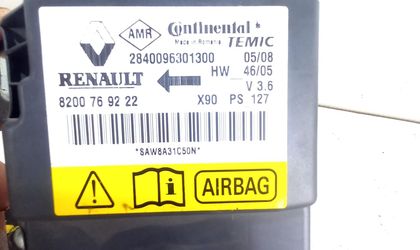 AMR Continental
Made in Romania TEMIC
2840096301300 05/08
RENAULT HW 46/05
V 3.6
8200 76 92 22 X90 PS 127
*SAW8A31C50N*
AIRBAG